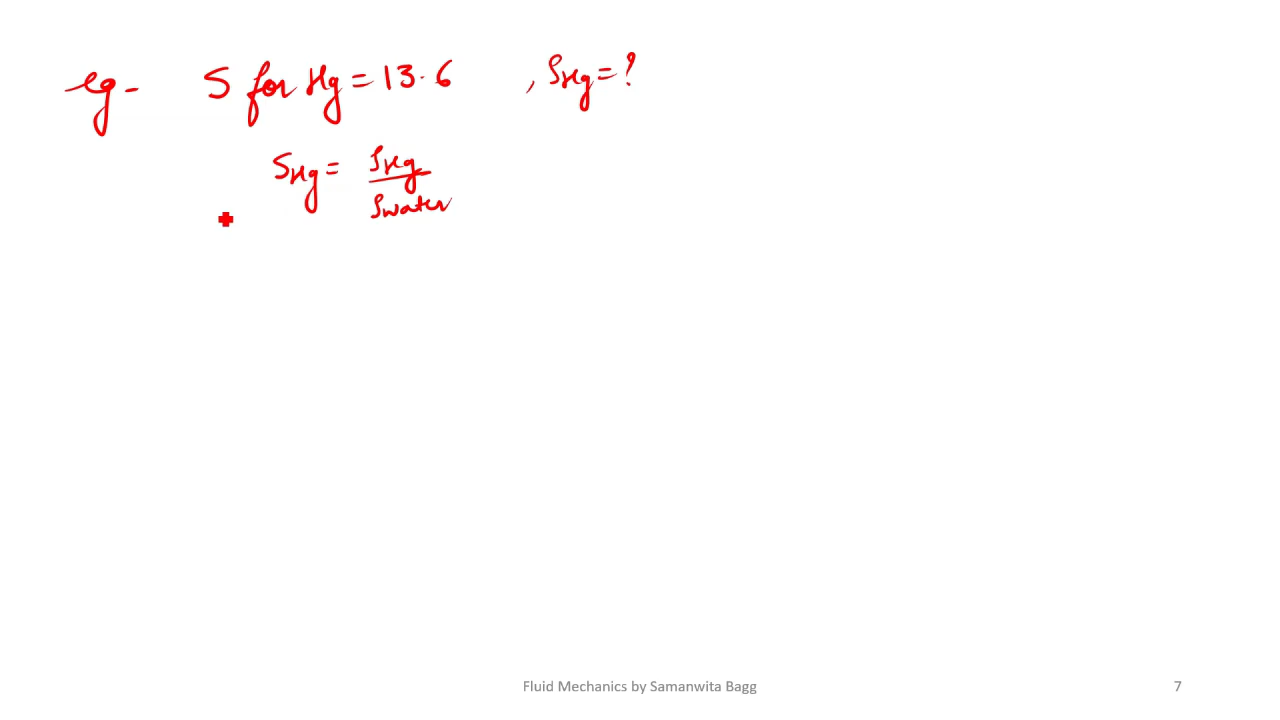 eg- S for Hg = 13.6 , ρHg = ?
SHg = ρHg / ρwater
Fluid Mechanics by Samanwita Bagg
7